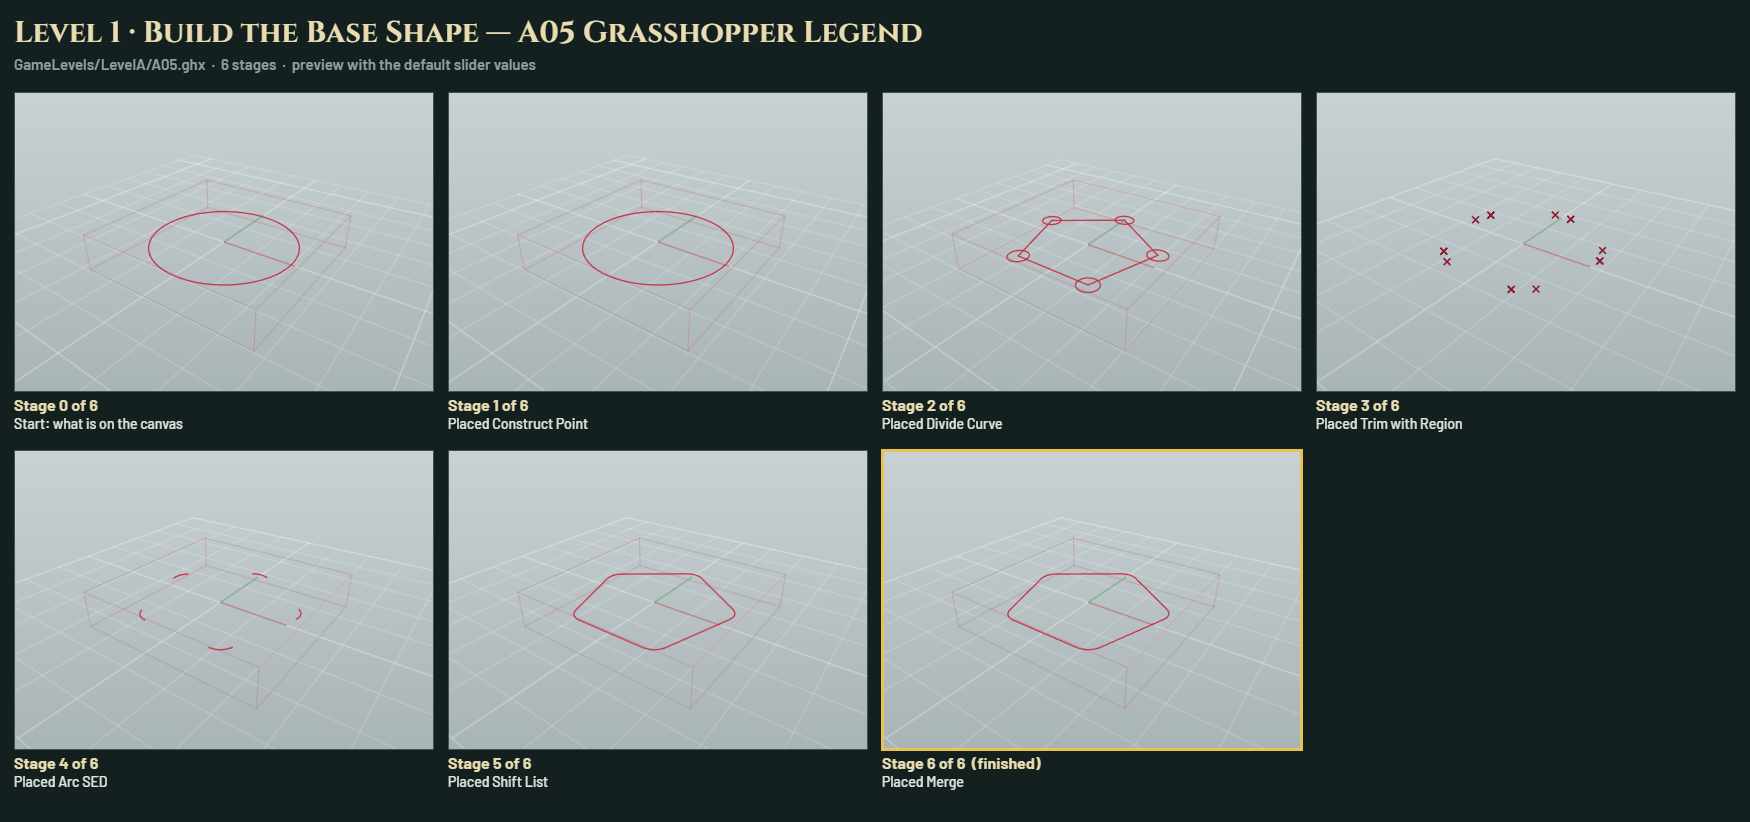 Level 1 · Build the Base Shape — A05 Grasshopper Legend
GameLevels/LevelA/A05.ghx · 6 stages · preview with the default slider values
Stage 0 of 6
Start: what is on the canvas
Stage 1 of 6
Placed Construct Point
Stage 2 of 6
Placed Divide Curve
Stage 3 of 6
Placed Trim with Region
Stage 4 of 6
Placed Arc SED
Stage 5 of 6
Placed Shift List
Stage 6 of 6 (finished)
Placed Merge